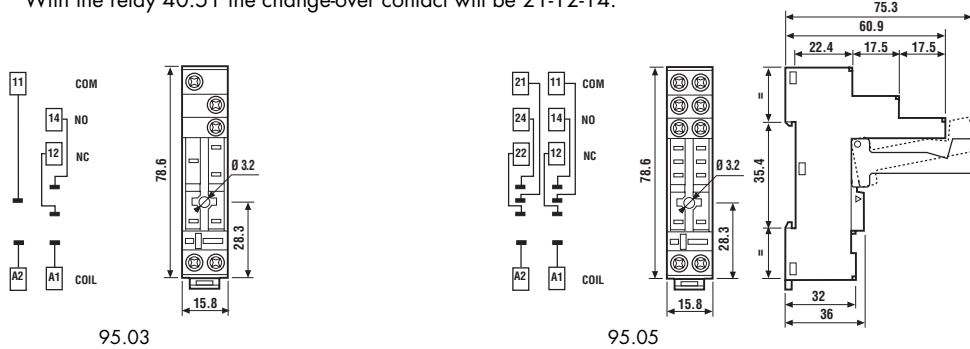 With the relay 40.51 the change-over contact will be 21-12-14.
11 COM
14 NO
12 NC
A2 A1 COIL
78.6
Ø 3.2
28.3
15.8
95.03
21 11 COM
24 14 NO
22 12 NC
A2 A1 COIL
78.6
Ø 3.2
28.3
15.8
95.05
75.3
60.9
22.4 17.5 17.5
=
35.4
=
32
36